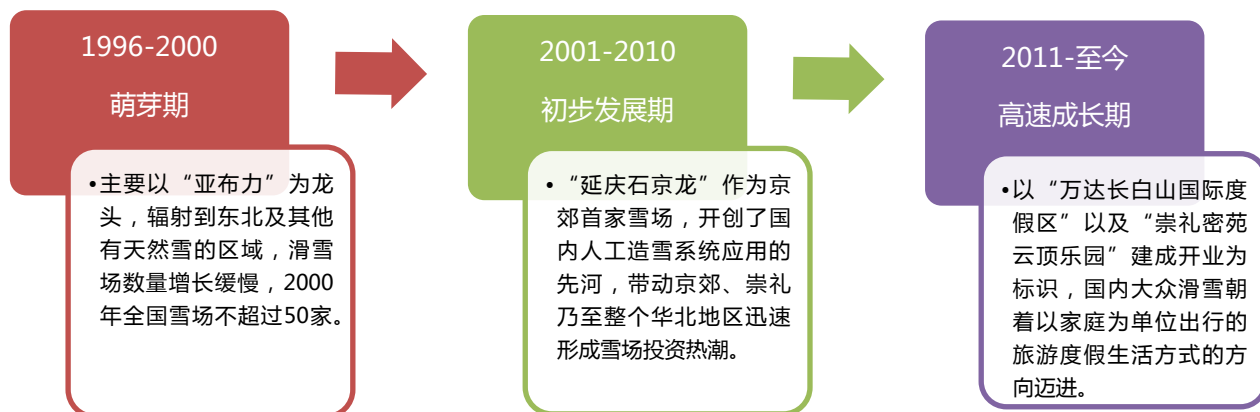 1996-2000
萌芽期
•主要以“亚布力”为龙
头，辐射到东北及其他
有天然雪的区域，滑雪
场数量增长缓慢，2000
年全国雪场不超过50家。
2001-2010
初步发展期
•“延庆石京龙”作为京
郊首家雪场，开创了国
内人工造雪系统应用的
先河，带动京郊、崇礼
乃至整个华北地区迅速
形成雪场投资热潮。
2011-至今
高速成长期
•以“万达长白山国际度
假区”以及“崇礼密苑
云顶乐园”建成开业为
标识，国内大众滑雪朝
着以家庭为单位出行的
旅游度假生活方式的方
向迈进。